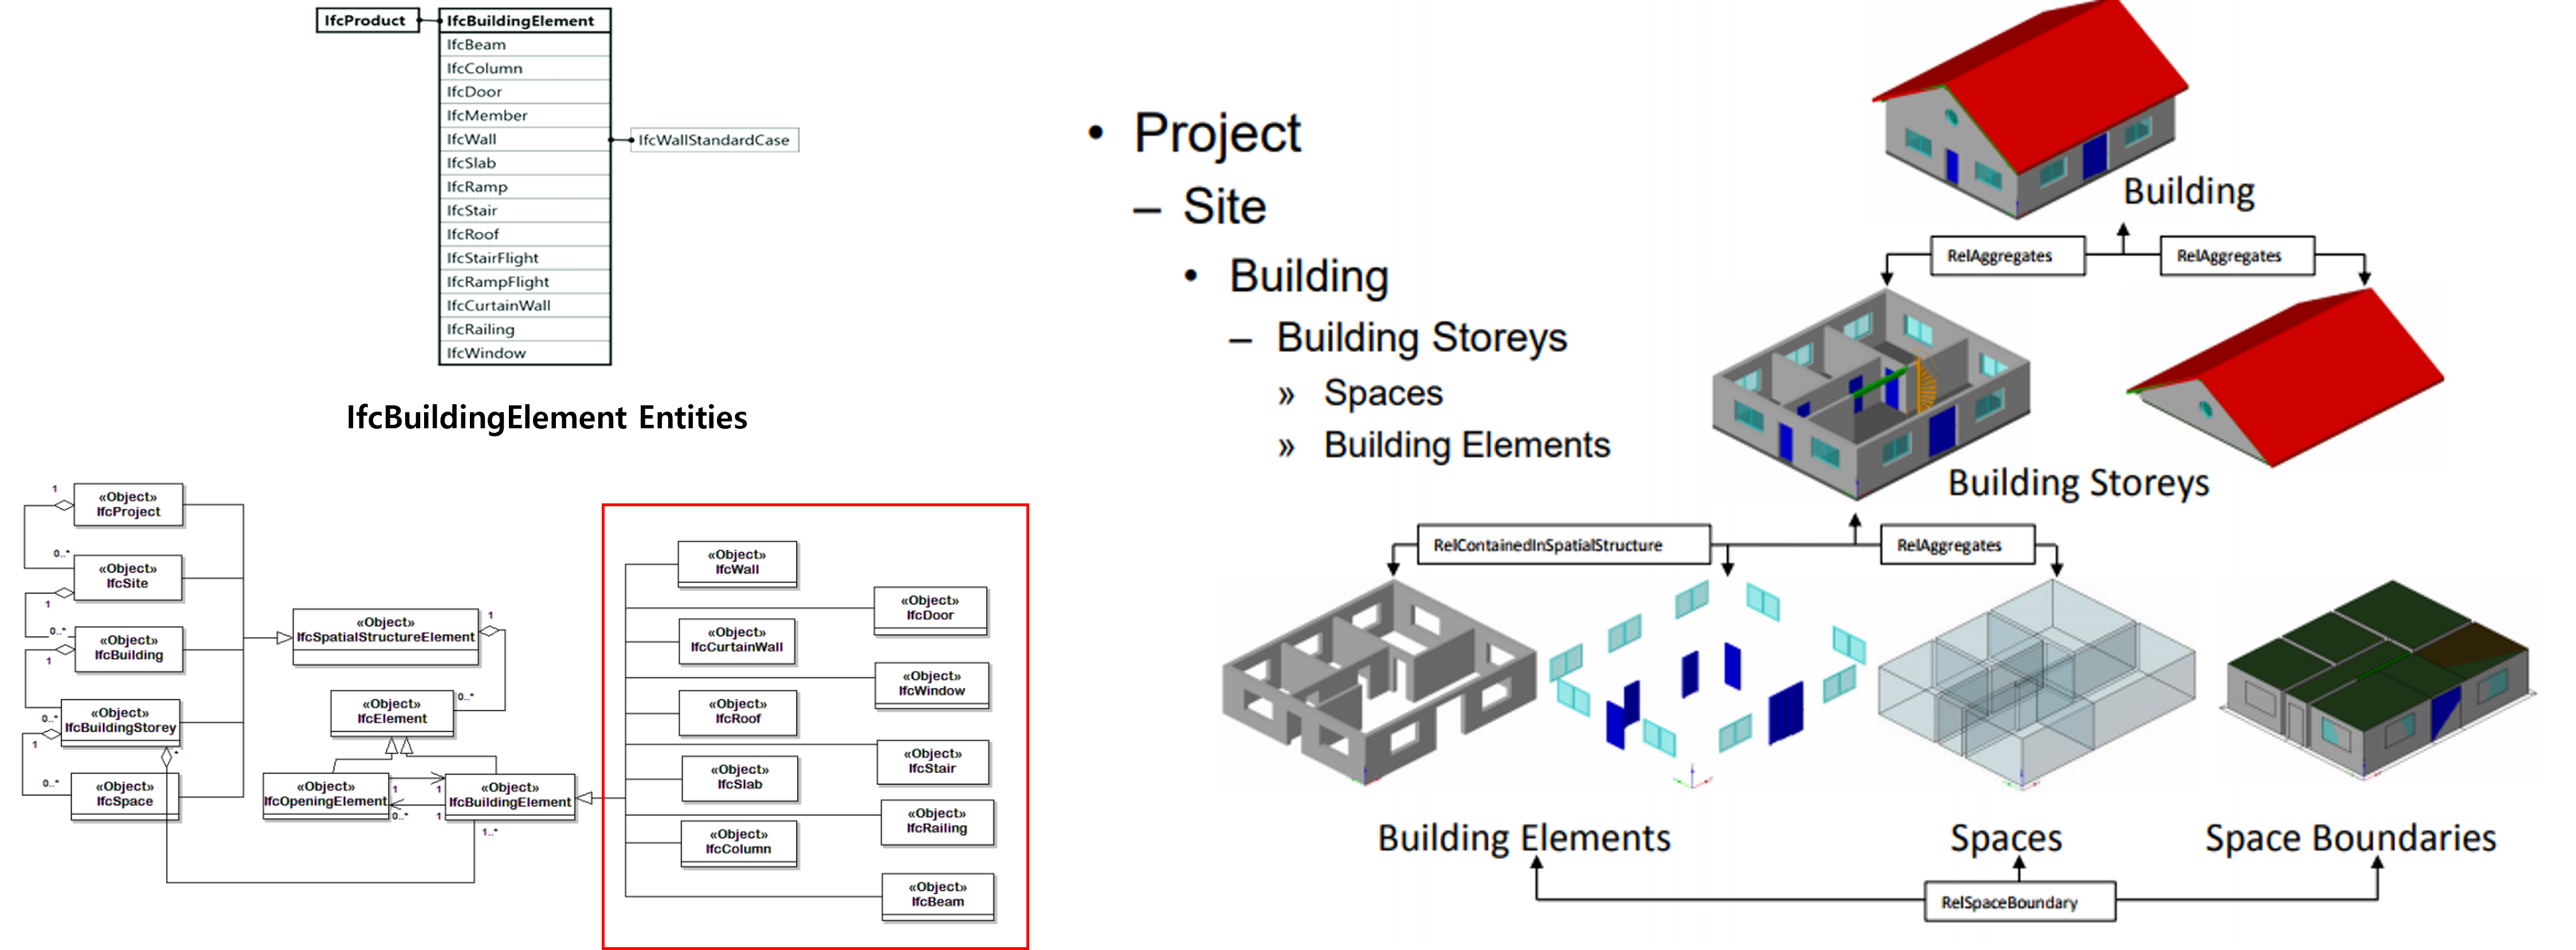 IfcProduct
IfcBuildingElement
IfcBeam
IfcColumn
IfcDoor
IfcMember
IfcWall
IfcWallStandardCase
IfcSlab
IfcRamp
IfcStair
IfcRoof
IfcStairFlight
IfcRampFlight
IfcCurtainWall
IfcRailing
IfcWindow
IfcBuildingElement Entities
1
«Object»
IfcProject
0..*
«Object»
IfcSite
1
0..*
«Object»
IfcBuilding
1
0..*
«Object»
IfcBuildingStorey
1
*
0..*
«Object»
IfcSpace
«Object»
IfcSpatialStructureElement
1
0..*
«Object»
IfcElement
«Object»
IfcOpeningElement
1
0..*
1
1
«Object»
IfcBuildingElement
1..*
«Object»
IfcWall
«Object»
IfcDoor
«Object»
IfcCurtainWall
«Object»
IfcWindow
«Object»
IfcRoof
«Object»
IfcStair
«Object»
IfcSlab
«Object»
IfcRailing
«Object»
IfcColumn
«Object»
IfcBeam
• Project
– Site
• Building
– Building Storeys
» Spaces
» Building Elements
Building
RelAggregates
RelAggregates
Building Storeys
RelContainedInSpatialStructure
RelAggregates
Building Elements
Spaces
Space Boundaries
RelSpaceBoundary